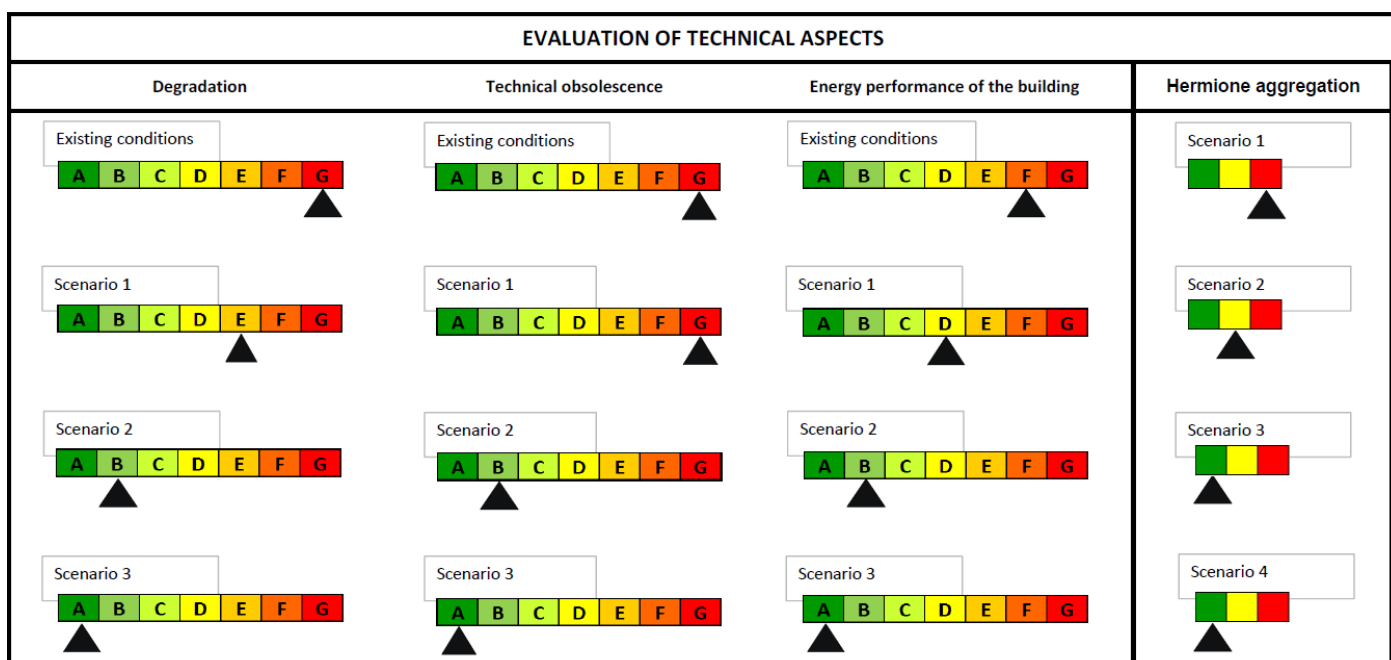 EVALUATION OF TECHNICAL ASPECTS
Degradation Technical obsolescence Energy performance of the building Hermione aggregation
Existing conditions Existing conditions Existing conditions Scenario 1
A B C D E F G A B C D E F G A B C D E F G
Scenario 1 Scenario 1 Scenario 1 Scenario 2
A B C D E F G A B C D E F G A B C D E F G
Scenario 2 Scenario 2 Scenario 2 Scenario 3
A B C D E F G A B C D E F G A B C D E F G
Scenario 3 Scenario 3 Scenario 3 Scenario 4
A B C D E F G A B C D E F G A B C D E F G